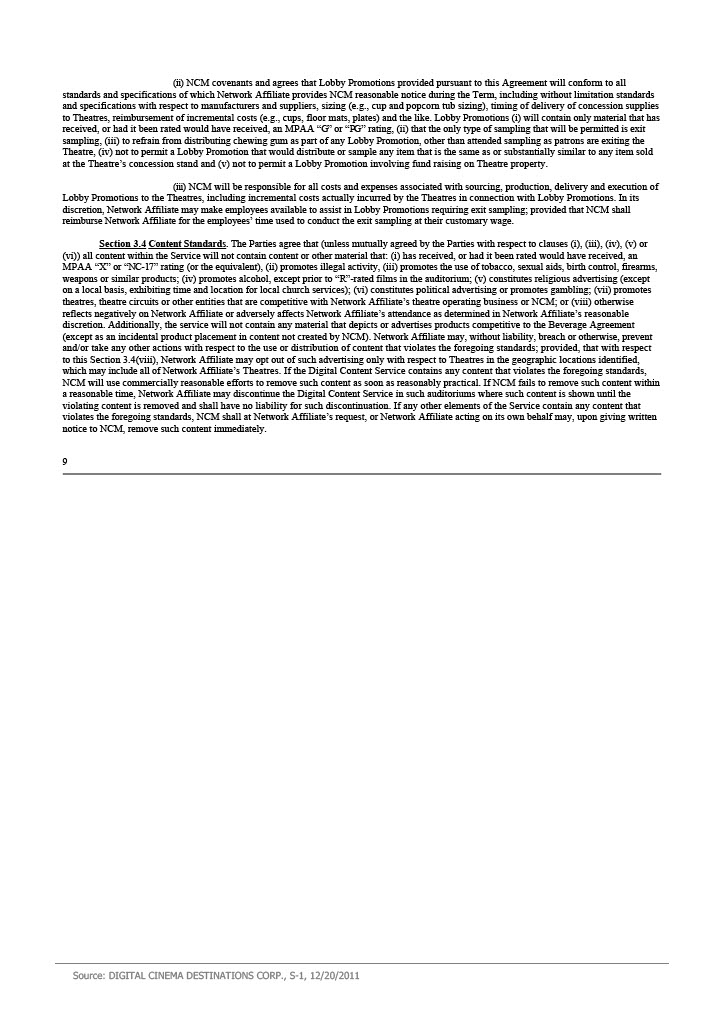 (ii) NCM covenants and agrees that Lobby Promotions provided pursuant to this Agreement will conform to all
standards and specifications of which Network Affiliate provides NCM reasonable notice during the Term, including without limitation standards
and specifications with respect to manufacturers and suppliers, sizing (e.g., cup and popcorn tub sizing), timing of delivery of concession supplies
to Theatres, reimbursement of incremental costs (e.g., cups, floor mats, plates) and the like. Lobby Promotions (i) will contain only material that has
received, or had it been rated would have received, an MPAA “G” or “PG” rating, (ii) that the only type of sampling that will be permitted is exit
sampling, (iii) to refrain from distributing chewing gum as part of any Lobby Promotion, other than attended sampling as patrons are exiting the
Theatre, (iv) not to permit a Lobby Promotion that would distribute or sample any item that is the same as or substantially similar to any item sold
at the Theatre’s concession stand and (v) not to permit a Lobby Promotion involving fund raising on Theatre property.
(iii) NCM will be responsible for all costs and expenses associated with sourcing, production, delivery and execution of
Lobby Promotions to the Theatres, including incremental costs actually incurred by the Theatres in connection with Lobby Promotions. In its
discretion, Network Affiliate may make employees available to assist in Lobby Promotions requiring exit sampling; provided that NCM shall
reimburse Network Affiliate for the employees’ time used to conduct the exit sampling at their customary wage.
Section 3.4 Content Standards. The Parties agree that (unless mutually agreed by the Parties with respect to clauses (i), (iii), (iv), (v) or
(vi)) all content within the Service will not contain content or other material that: (i) has received, or had it been rated would have received, an
MPAA “X” or “NC-17” rating (or the equivalent), (ii) promotes illegal activity, (iii) promotes the use of tobacco, sexual aids, birth control, firearms,
weapons or similar products; (iv) promotes alcohol, except prior to “R”-rated films in the auditorium; (v) constitutes religious advertising (except
on a local basis, exhibiting time and location for local church services); (vi) constitutes political advertising or promotes gambling; (vii) promotes
theatres, theatre circuits or other entities that are competitive with Network Affiliate’s theatre operating business or NCM; or (viii) otherwise
reflects negatively on Network Affiliate or adversely affects Network Affiliate’s attendance as determined in Network Affiliate’s reasonable
discretion. Additionally, the service will not contain any material that depicts or advertises products competitive to the Beverage Agreement
(except as an incidental product placement in content not created by NCM). Network Affiliate may, without liability, breach or otherwise, prevent
and/or take any other actions with respect to the use or distribution of content that violates the foregoing standards; provided, that with respect
to this Section 3.4(viii), Network Affiliate may opt out of such advertising only with respect to Theatres in the geographic locations identified,
which may include all of Network Affiliate’s Theatres. If the Digital Content Service contains any content that violates the foregoing standards,
NCM will use commercially reasonable efforts to remove such content as soon as reasonably practical. If NCM fails to remove such content within
a reasonable time, Network Affiliate may discontinue the Digital Content Service in such auditoriums where such content is shown until the
violating content is removed and shall have no liability for such discontinuation. If any other elements of the Service contain any content that
violates the foregoing standards, NCM shall at Network Affiliate’s request, or Network Affiliate acting on its own behalf may, upon giving written
notice to NCM, remove such content immediately.
9
Source: DIGITAL CINEMA DESTINATIONS CORP., S-1, 12/20/2011